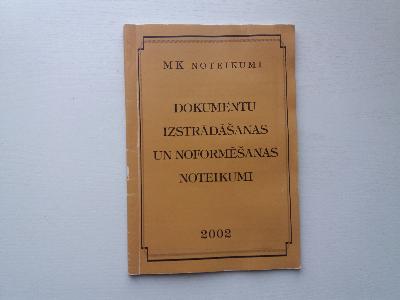 MK NOTEIKUMI
DOKUMENTU
IZSTRĀDĀŠANAS
UN NOFORMĒŠANAS
NOTEIKUMI
2002